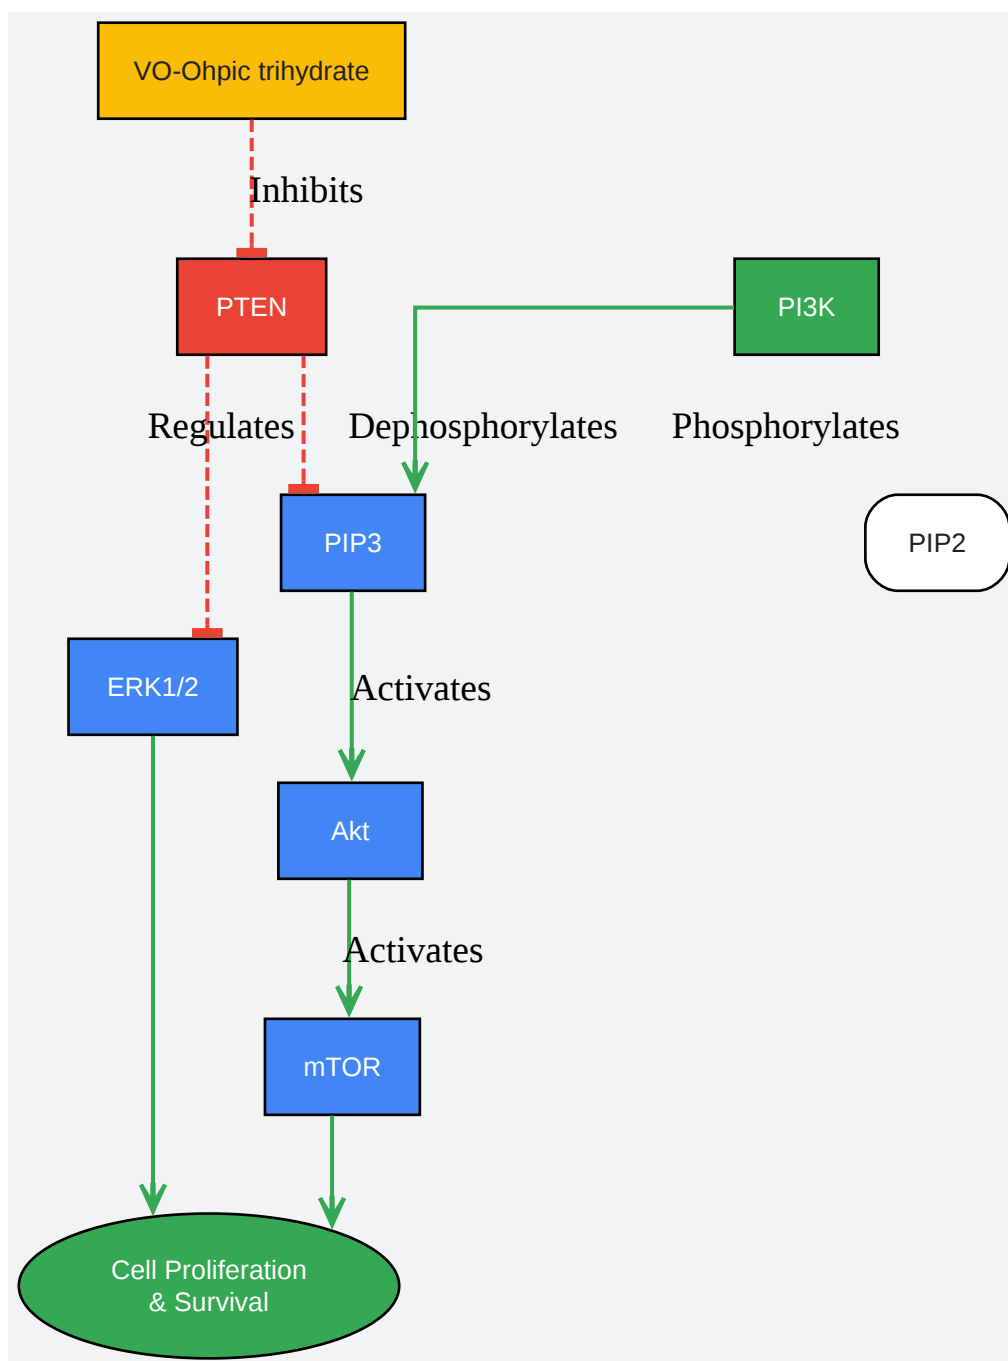 VO-Ohpic trihydrate
Inhibits
PTEN
PI3K
Regulates
Dephosphorylates
Phosphorylates
PIP3
PIP2
ERK1/2
Activates
Akt
Activates
mTOR
Cell Proliferation
& Survival